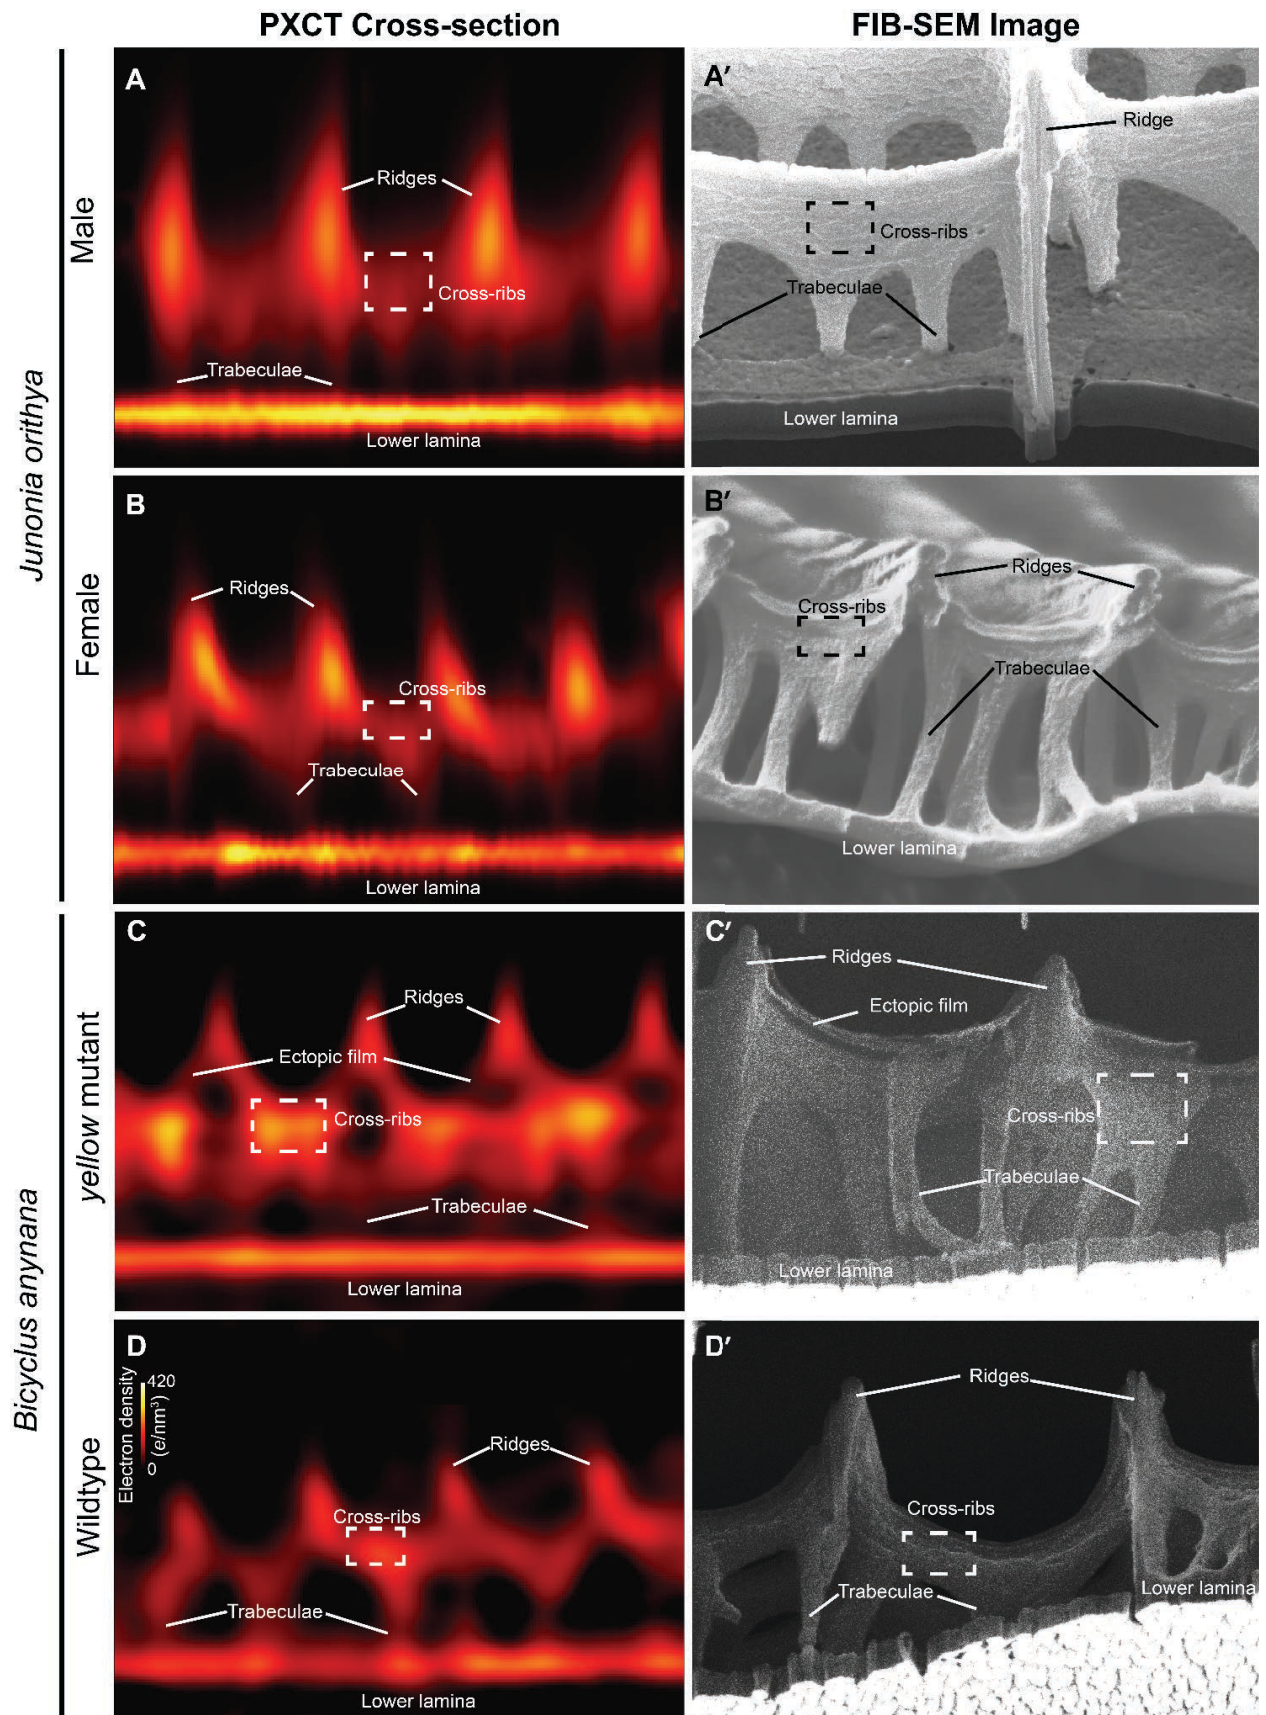 PXCT Cross-section
FIB-SEM Image
Junonia orithya
Male
A
Ridges
Cross-ribs
Trabeculae
Lower lamina
A′
Ridge
Cross-ribs
Trabeculae
Lower lamina
Female
B
Ridges
Cross-ribs
Trabeculae
Lower lamina
B′
Ridges
Cross-ribs
Trabeculae
Lower lamina
Bicyclus anynana
yellow mutant
C
Ridges
Ectopic film
Cross-ribs
Trabeculae
Lower lamina
C′
Ridges
Ectopic film
Cross-ribs
Trabeculae
Lower lamina
Wildtype
D
Electron density
(e/nm³)
420
0
Ridges
Cross-ribs
Trabeculae
Lower lamina
D′
Ridges
Cross-ribs
Trabeculae
Lower lamina